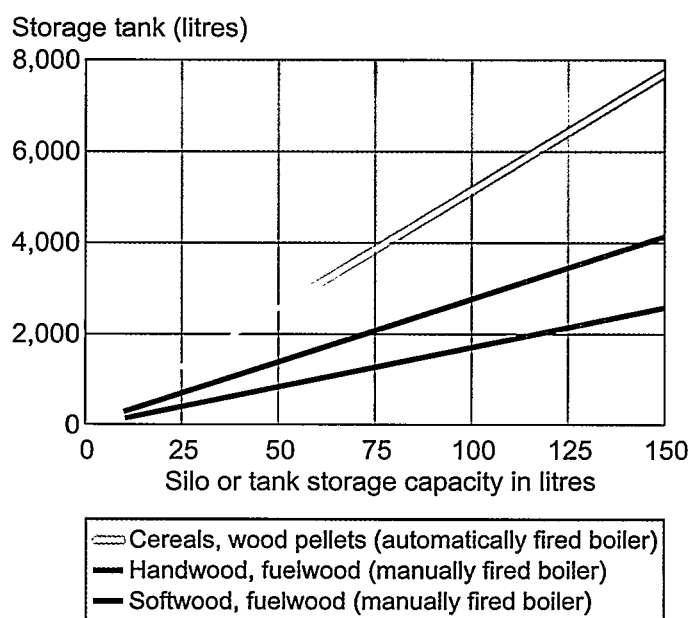 Storage tank (litres)
8,000
6,000
4,000
2,000
0
0 25 50 75 100 125 150
Silo or tank storage capacity in litres
Cereals, wood pellets (automatically fired boiler)
Handwood, fuelwood (manually fired boiler)
Softwood, fuelwood (manually fired boiler)